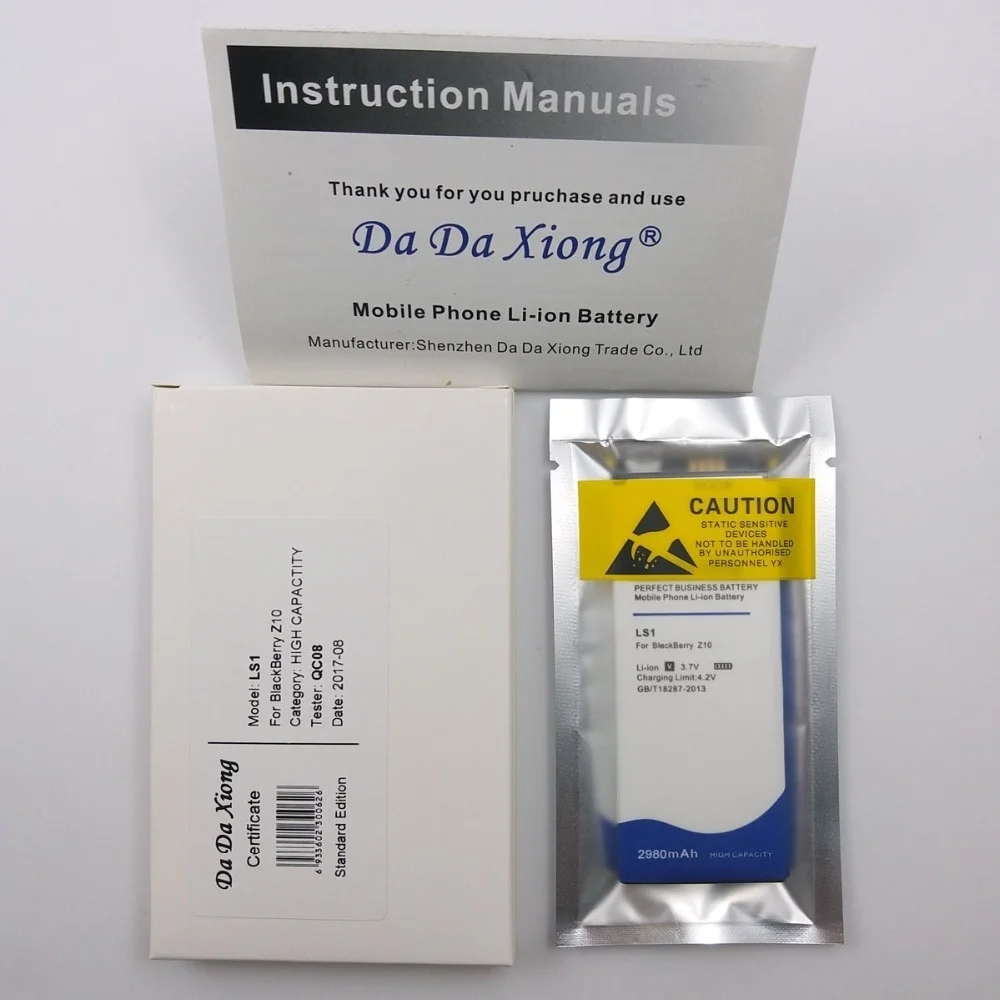 Instruction Manuals
Thank you for you pruchase and use
Da Da Xiong®
Mobile Phone Li-ion Battery
Manufacturer:Shenzhen Da Da Xiong Trade Co., Ltd
Da Da Xiong
Certificate
6 933602 300626
Standard Edition
Model: LS1
For BlackBerry Z10
Category: HIGH CAPACTITY
Tester: QC08
Date: 2017-08
CAUTION
STATIC SENSITIVE
DEVICES
NOT TO BE HANDLED
BY UNAUTHORISED
PERSONNEL YX
PERFECT BUSINESS BATTERY
Mobile Phone Li-ion Battery
LS1
For BlackBerry Z10
Li-ion V 3.7V
Charging Limit:4.2V
GB/T18287-2013
2980mAh HIGH CAPACITY